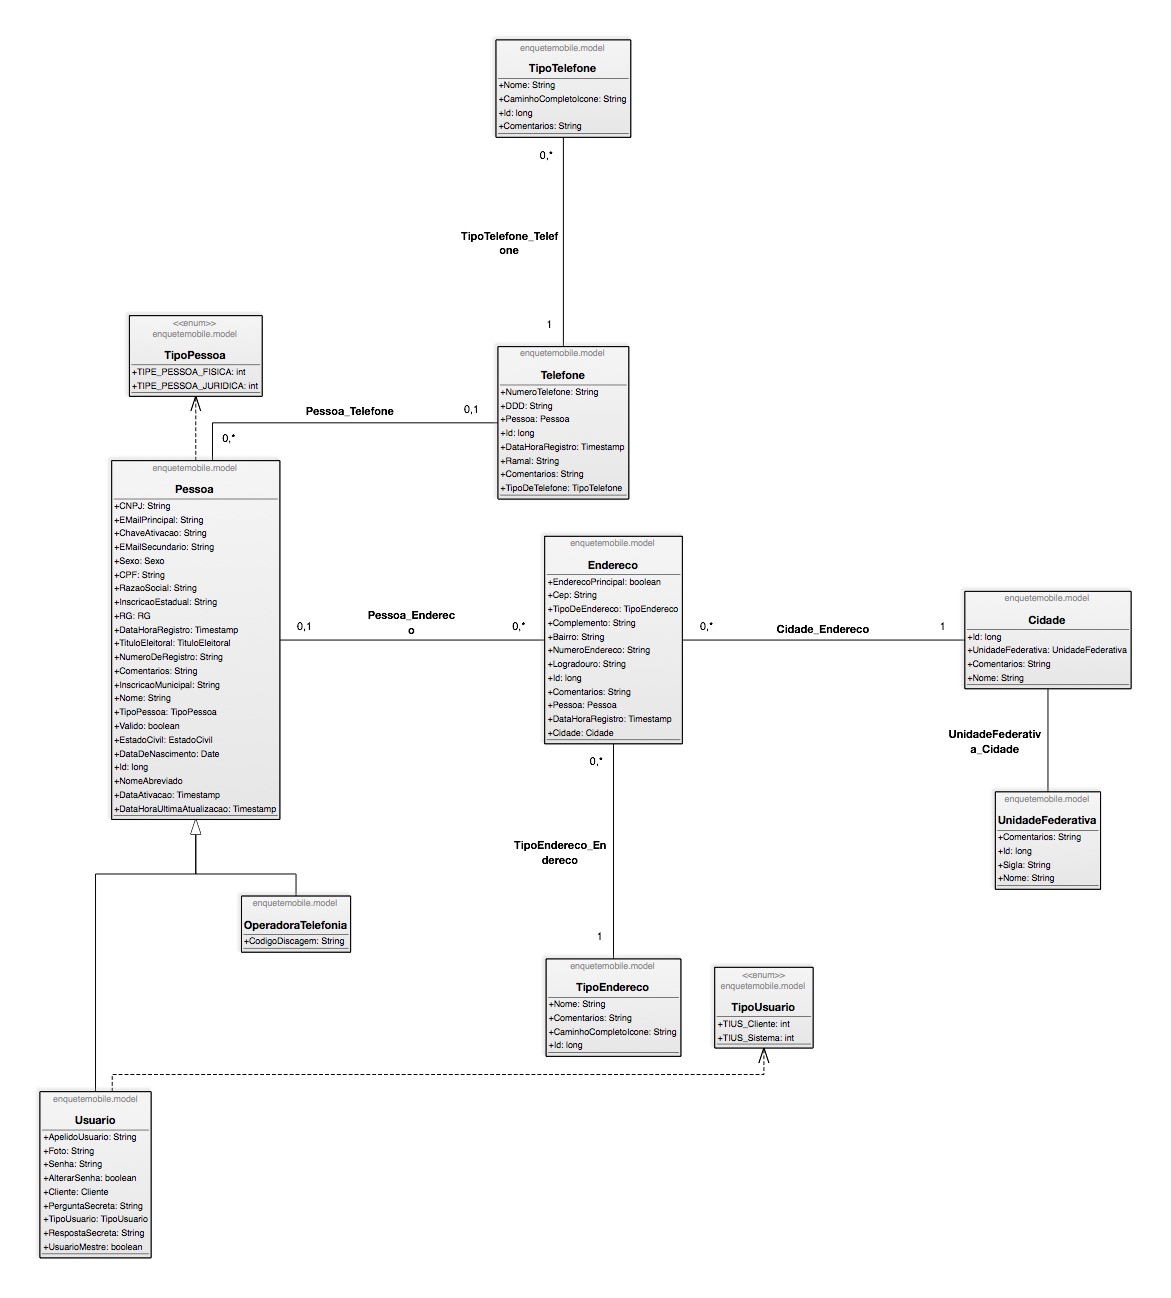 enquetemobile.model
TipoTelefone
+Nome: String
+CaminhoCompletoIcone: String
+Id: long
+Comentarios: String
0,*
TipoTelefone_Telef
one
1
<<enum>>
enquetemobile.model
TipoPessoa
+TIPE_PESSOA_FISICA: int
+TIPE_PESSOA_JURIDICA: int
enquetemobile.model
Telefone
+NumeroTelefone: String
+DDD: String
+Pessoa: Pessoa
+Id: long
+DataHoraRegistro: Timestamp
+Ramal: String
+Comentarios: String
+TipoDeTelefone: TipoTelefone
Pessoa_Telefone
0,1
0,*
enquetemobile.model
Pessoa
+CNPJ: String
+EMailPrincipal: String
+ChaveAtivacao: String
+EMailSecundario: String
+Sexo: Sexo
+CPF: String
+RazaoSocial: String
+InscricaoEstadual: String
+RG: RG
+DataHoraRegistro: Timestamp
+TituloEleitoral: TituloEleitoral
+NumeroDeRegistro: String
+Comentarios: String
+InscricaoMunicipal: String
+Nome: String
+TipoPessoa: TipoPessoa
+Valido: boolean
+EstadoCivil: EstadoCivil
+DataDeNascimento: Date
+Id: long
+NomeAbreviado
+DataAtivacao: Timestamp
+DataHoraUltimaAtualizacao: Timestamp
0,1
Pessoa_Enderec
o
0,*
enquetemobile.model
Endereco
+EnderecoPrincipal: boolean
+Cep: String
+TipoDeEndereco: TipoEndereco
+Complemento: String
+Bairro: String
+NumeroEndereco: String
+Logradouro: String
+Id: long
+Comentarios: String
+Pessoa: Pessoa
+DataHoraRegistro: Timestamp
+Cidade: Cidade
0,*
Cidade_Endereco
1
enquetemobile.model
Cidade
+Id: long
+UnidadeFederativa: UnidadeFederativa
+Comentarios: String
+Nome: String
UnidadeFederativ
a_Cidade
enquetemobile.model
UnidadeFederativa
+Comentarios: String
+Id: long
+Sigla: String
+Nome: String
0,*
TipoEndereco_En
dereco
1
enquetemobile.model
OperadoraTelefonia
+CodigoDiscagem: String
enquetemobile.model
TipoEndereco
+Nome: String
+Comentarios: String
+CaminhoCompletoIcone: String
+Id: long
<<enum>>
enquetemobile.model
TipoUsuario
+TIUS_Cliente: int
+TIUS_Sistema: int
enquetemobile.model
Usuario
+ApelidoUsuario: String
+Foto: String
+Senha: String
+AlterarSenha: boolean
+Cliente: Cliente
+PerguntaSecreta: String
+TipoUsuario: TipoUsuario
+RespostaSecreta: String
+UsuarioMestre: boolean